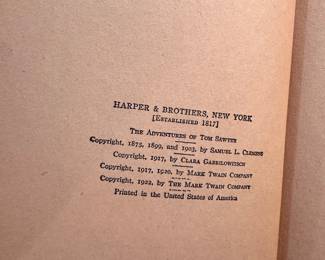 HARPER & BROTHERS, NEW YORK
[ESTABLISHED 1817]
THE ADVENTURES OF TOM SAWYER
Copyright, 1875, 1899, and 1903, by SAMUEL L. CLEMENS
Copyright, 1917, by CLARA GABRILOWITSCH
Copyright, 1917, 1920, by MARK TWAIN COMPANY
Copyright, 1922, by THE MARK TWAIN COMPANY
Printed in the United States of America